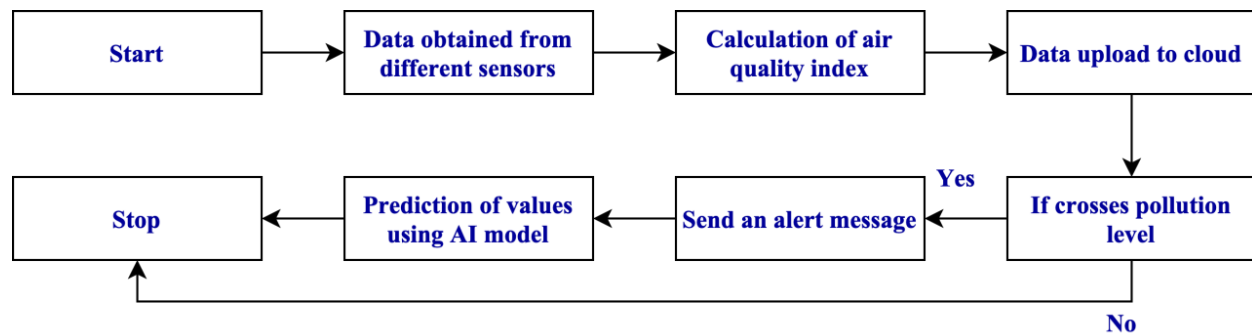 Start
Data obtained from
different sensors
Calculation of air
quality index
Data upload to cloud
Stop
Prediction of values
using AI model
Send an alert message
Yes
If crosses pollution
level
No